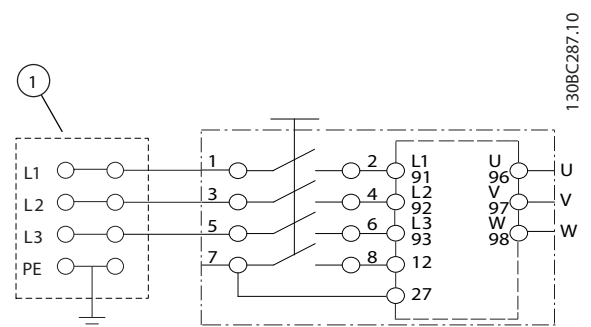 130BC287.10
1
L1 1 2 L1 91 U 96 U
L2 3 4 L2 92 V 97 V
L3 5 6 L3 93 W 98 W
PE 7 8 12
27